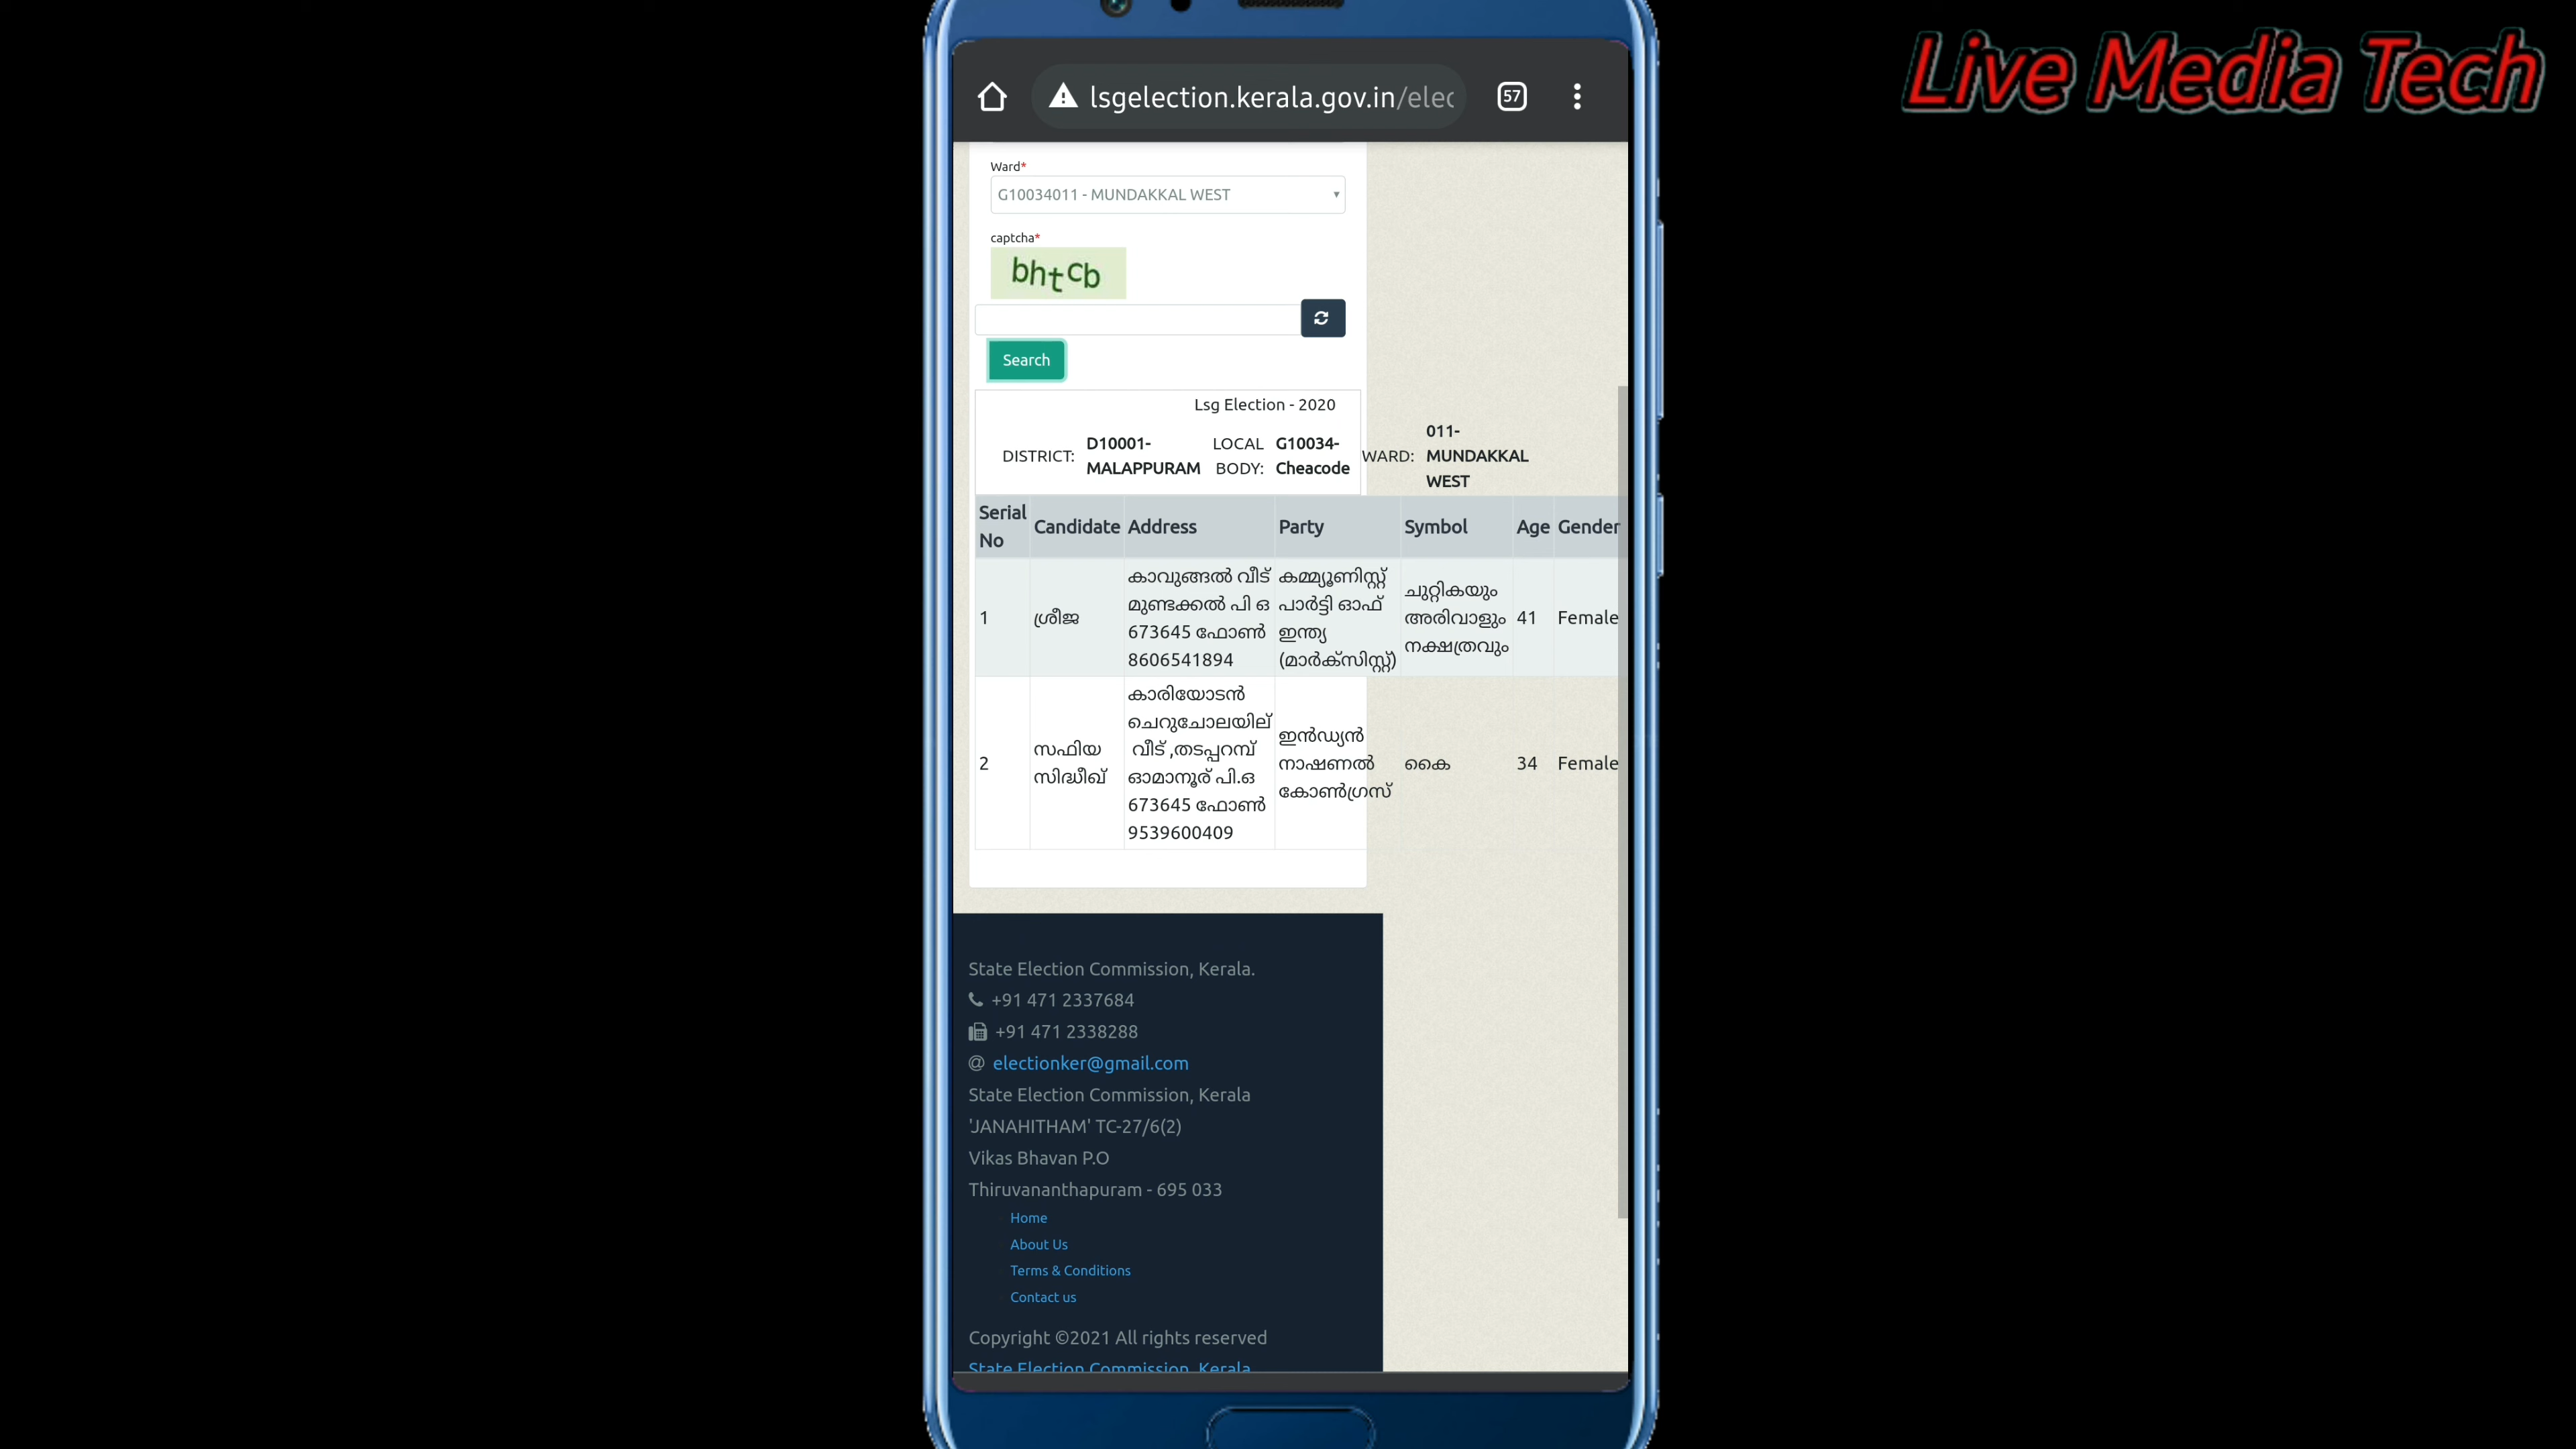 Live Media Tech
lsgelection.kerala.gov.in/elec
57
Ward*
G10034011 - MUNDAKKAL WEST
captcha*
bhtcb
Search
Lsg Election - 2020
DISTRICT: D10001-MALAPPURAM LOCAL BODY: G10034-Cheacode WARD: 011-MUNDAKKAL WEST
Serial No Candidate Address Party Symbol Age Gender
1 ശ്രീജ കാവുങ്ങൽ വീട് മുണ്ടക്കൽ പി ഒ 673645 ഫോൺ 8606541894 കമ്മ്യൂണിസ്റ്റ് പാർട്ടി ഓഫ് ഇന്ത്യ (മാർക്സിസ്റ്റ്) ചുറ്റികയും അരിവാളും നക്ഷത്രവും 41 Female
2 സഫിയ സിദ്ധീഖ് കാരിയോടൻ ചെറുചോലയില് വീട് ,തടപ്പറമ്പ് ഓമാനൂര് പി.ഒ 673645 ഫോൺ 9539600409 ഇൻഡ്യൻ നാഷണൽ കോൺഗ്രസ് കൈ 34 Female
State Election Commission, Kerala.
+91 471 2337684
+91 471 2338288
@ electionker@gmail.com
State Election Commission, Kerala
'JANAHITHAM' TC-27/6(2)
Vikas Bhavan P.O
Thiruvananthapuram - 695 033
Home
About Us
Terms & Conditions
Contact us
Copyright ©2021 All rights reserved
State Election Commission, Kerala